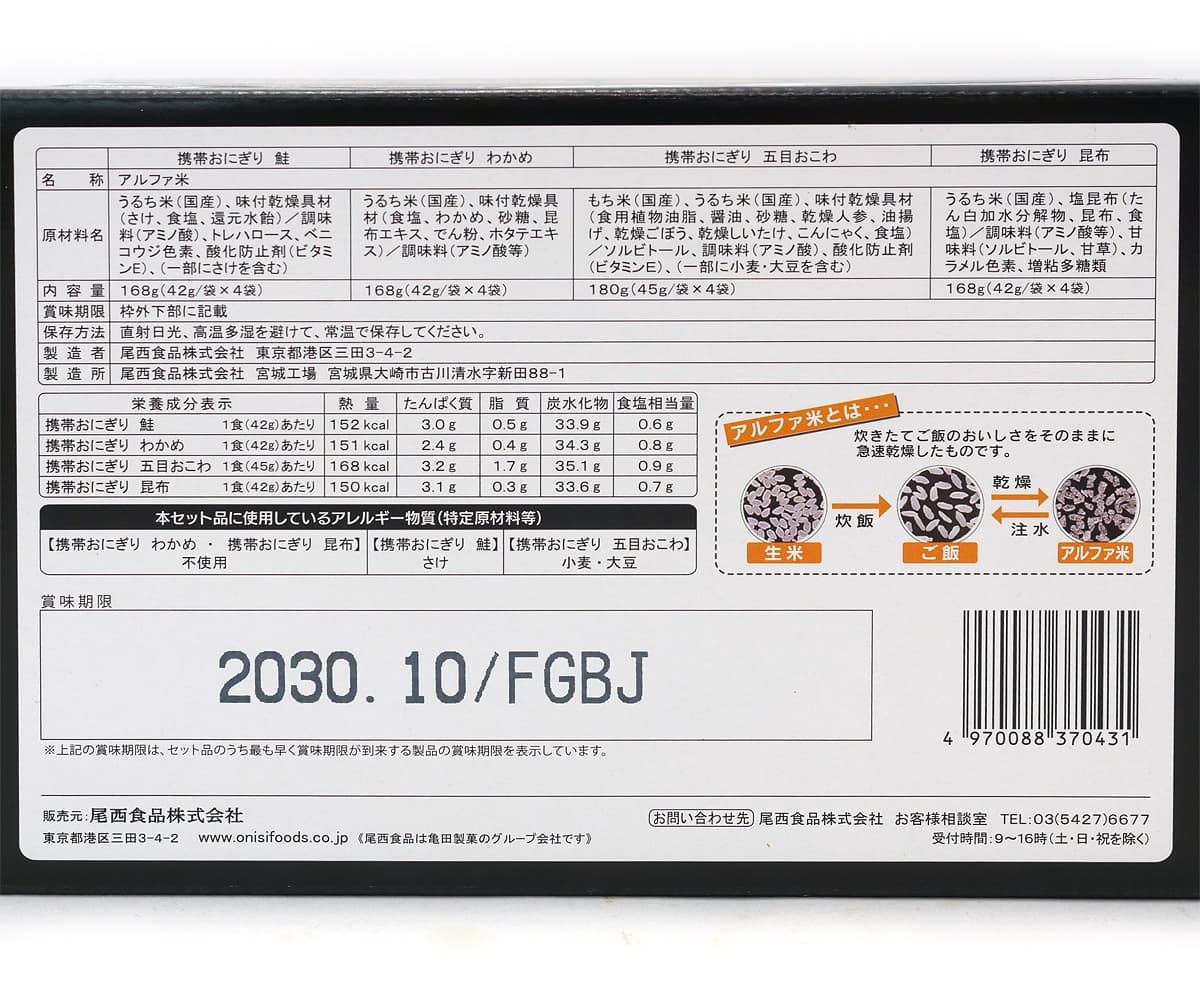 携帯おにぎり 鮭 携帯おにぎり わかめ 携帯おにぎり 五目おこわ 携帯おにぎり 昆布
名称 アルファ米
原材料名
うるち米(国産)、味付乾燥具材
(さけ、食塩、還元水飴)／調味
料(アミノ酸)、トレハロース、ベニ
コウジ色素、酸化防止剤(ビタミ
ンE)、(一部にさけを含む)
うるち米(国産)、味付乾燥具
材(食塩、わかめ、砂糖、昆
布エキス、でん粉、ホタテエキ
ス)／調味料(アミノ酸等)
もち米(国産)、うるち米(国産)、味付乾燥具材
(食用植物油脂、醤油、砂糖、乾燥人参、油揚
げ、乾燥ごぼう、乾燥しいたけ、こんにゃく、食塩)
／ソルビトール、調味料(アミノ酸)、酸化防止剤
(ビタミンE)、(一部に小麦・大豆を含む)
うるち米(国産)、塩昆布(た
ん白加水分解物、昆布、食
塩)／調味料(アミノ酸等)、甘
味料(ソルビトール、甘草)、カ
ラメル色素、増粘多糖類
内容量 168g(42g/袋×4袋) 168g(42g/袋×4袋) 180g(45g/袋×4袋) 168g(42g/袋×4袋)
賞味期限 枠外下部に記載
保存方法 直射日光、高温多湿を避けて、常温で保存してください。
製造者 尾西食品株式会社 東京都港区三田3-4-2
製造所 尾西食品株式会社 宮城工場 宮城県大崎市古川清水字新田88-1
栄養成分表示 熱量 たんぱく質 脂質 炭水化物 食塩相当量
携帯おにぎり 鮭 1食(42g)あたり 152kcal 3.0g 0.5g 33.9g 0.6g
携帯おにぎり わかめ 1食(42g)あたり 151kcal 2.4g 0.4g 34.3g 0.8g
携帯おにぎり 五目おこわ 1食(45g)あたり 168kcal 3.2g 1.7g 35.1g 0.9g
携帯おにぎり 昆布 1食(42g)あたり 150kcal 3.1g 0.3g 33.6g 0.7g
本セット品に使用しているアレルギー物質(特定原材料等)
【携帯おにぎり わかめ・携帯おにぎり 昆布】 【携帯おにぎり 鮭】 【携帯おにぎり 五目おこわ】
不使用 さけ 小麦・大豆
アルファ米とは・・・
炊きたてご飯のおいしさをそのままに
急速乾燥したものです。
炊飯
乾燥
注水
生米 ご飯 アルファ米
賞味期限
2030. 10/FGBJ
※上記の賞味期限は、セット品のうち最も早く賞味期限が到来する製品の賞味期限を表示しています。
4 970088 370431
販売元:尾西食品株式会社
東京都港区三田3-4-2 www.onisifoods.co.jp 《尾西食品は亀田製菓のグループ会社です》
お問い合わせ先 尾西食品株式会社 お客様相談室 TEL:03(5427)6677
受付時間:9〜16時(土・日・祝を除く)